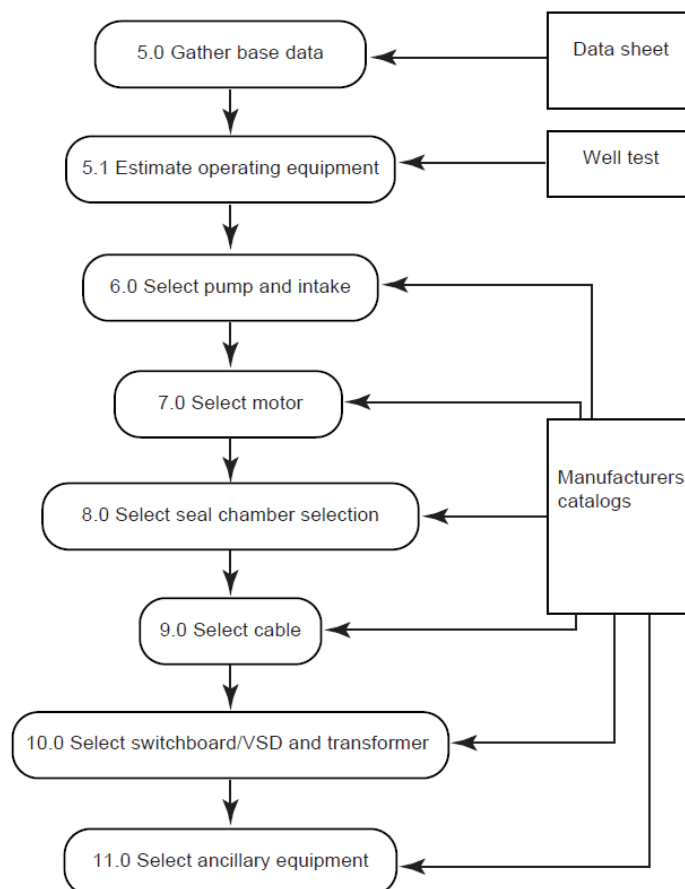 5.0 Gather base data
Data sheet
5.1 Estimate operating equipment
Well test
6.0 Select pump and intake
7.0 Select motor
Manufacturers
catalogs
8.0 Select seal chamber selection
9.0 Select cable
10.0 Select switchboard/VSD and transformer
11.0 Select ancillary equipment